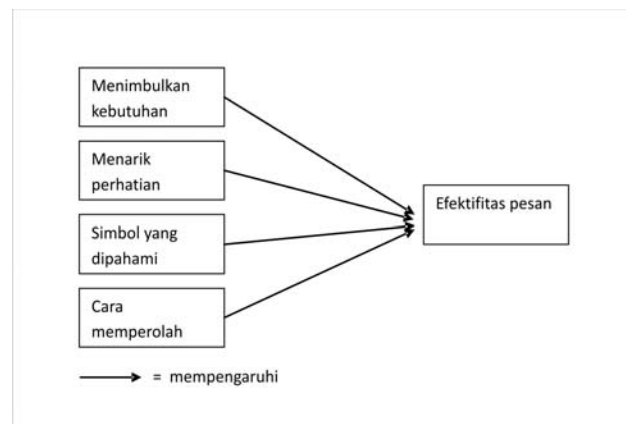 Menimbulkan
kebutuhan
Menarik
perhatian
Simbol yang
dipahami
Cara
memperolah
Efektifitas pesan
= mempengaruhi